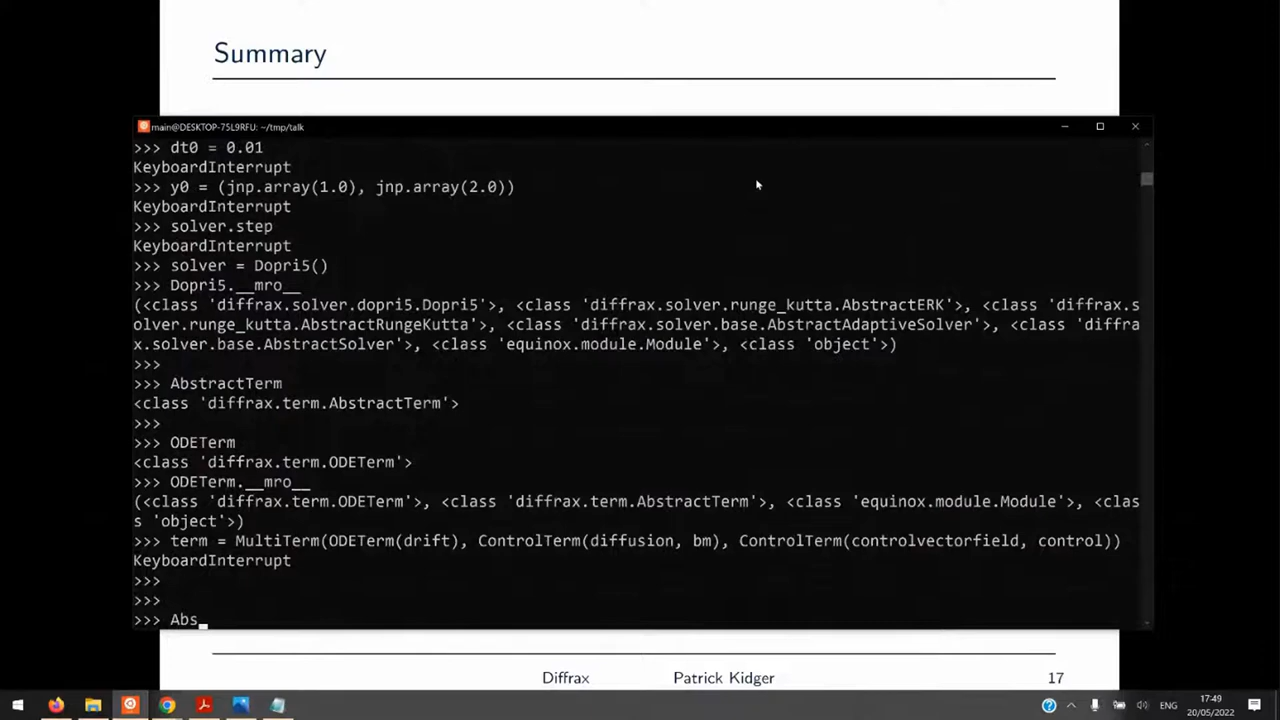 Summary
main@DESKTOP-75L9RFU: ~/tmp/talk
>>> dt0 = 0.01
KeyboardInterrupt
>>> y0 = (jnp.array(1.0), jnp.array(2.0))
KeyboardInterrupt
>>> solver.step
KeyboardInterrupt
>>> solver = Dopri5()
>>> Dopri5.__mro__
(<class 'diffrax.solver.dopri5.Dopri5'>, <class 'diffrax.solver.runge_kutta.AbstractERK'>, <class 'diffrax.s
olver.runge_kutta.AbstractRungeKutta'>, <class 'diffrax.solver.base.AbstractAdaptiveSolver'>, <class 'diffra
x.solver.base.AbstractSolver'>, <class 'equinox.module.Module'>, <class 'object'>)
>>>
>>> AbstractTerm
<class 'diffrax.term.AbstractTerm'>
>>>
>>> ODETerm
<class 'diffrax.term.ODETerm'>
>>> ODETerm.__mro__
(<class 'diffrax.term.ODETerm'>, <class 'diffrax.term.AbstractTerm'>, <class 'equinox.module.Module'>, <clas
s 'object'>)
>>> term = MultiTerm(ODETerm(drift), ControlTerm(diffusion, bm), ControlTerm(controlvectorfield, control))
KeyboardInterrupt
>>>
>>>
>>> Abs
Diffrax Patrick Kidger 17
ENG 17:49
20/05/2022